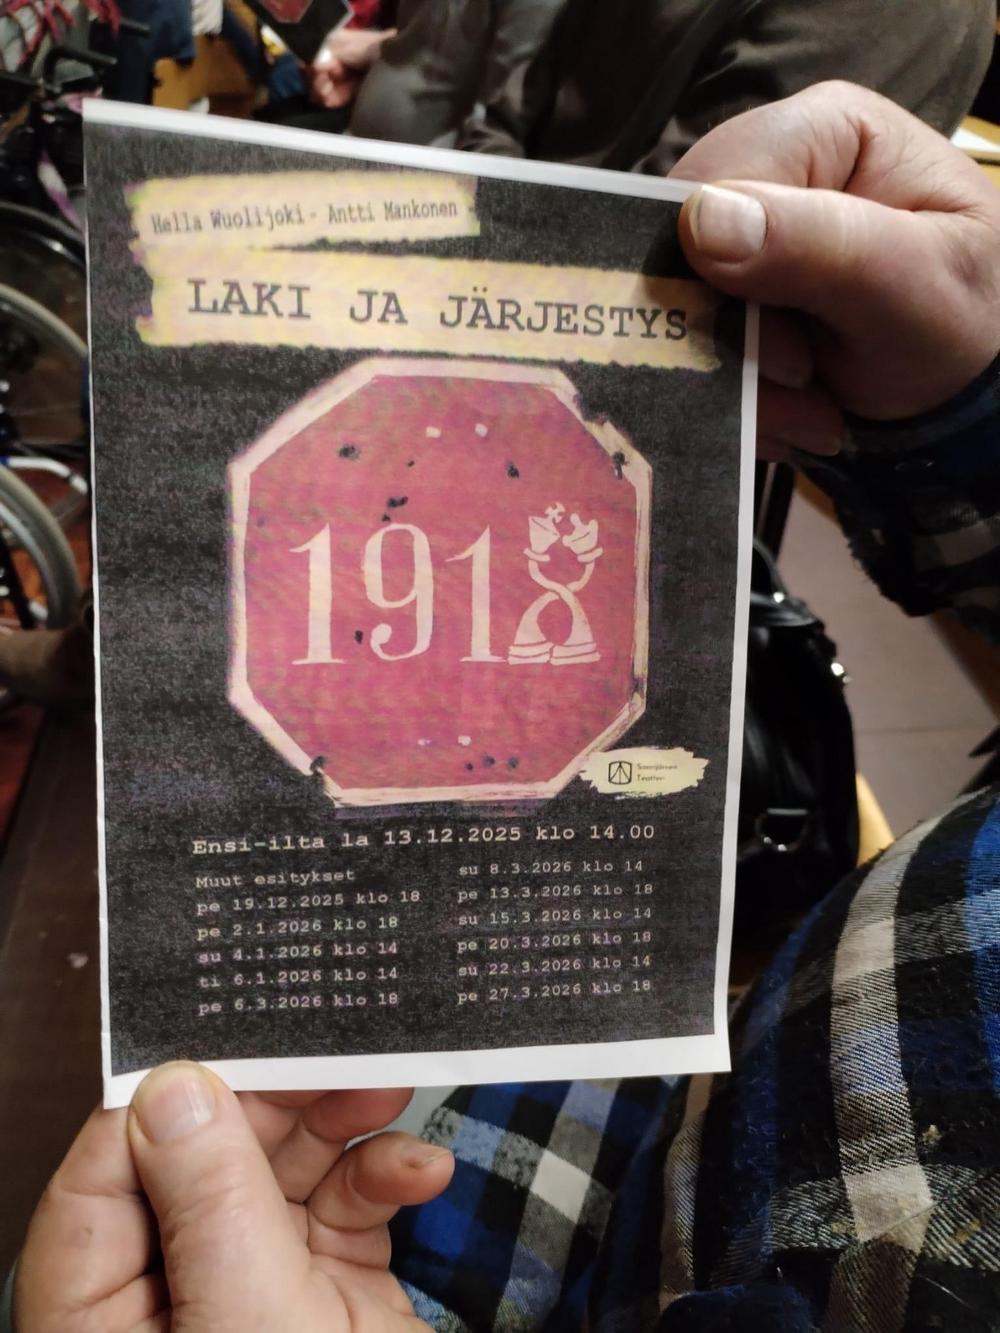 Hella Wuolijoki - Antti Mankonen
LAKI JA JÄRJESTYS
1918
Teatteri
Ensi-ilta la 13.12.2025 klo 14.00
Muut esitykset
pe 19.12.2025 klo 18
pe 2.1.2026 klo 18
su 4.1.2026 klo 14
ti 6.1.2026 klo 14
pe 6.3.2026 klo 18
su 8.3.2026 klo 14
pe 13.3.2026 klo 18
su 15.3.2026 klo 14
pe 20.3.2026 klo 18
su 22.3.2026 klo 14
pe 27.3.2026 klo 18